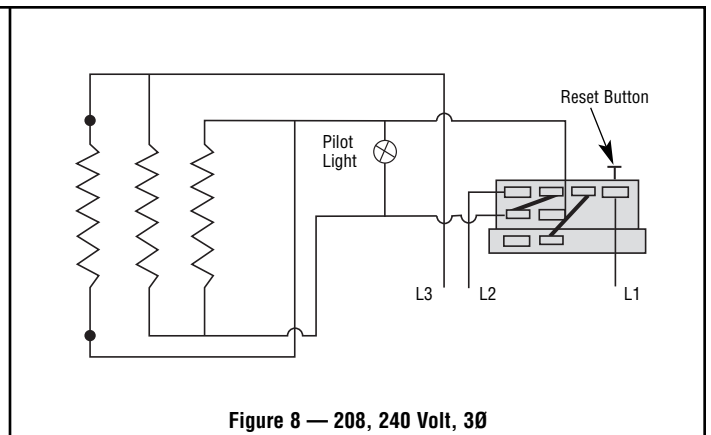 Reset Button
Pilot
Light
L3
L2
L1
Figure 8 — 208, 240 Volt, 3Ø